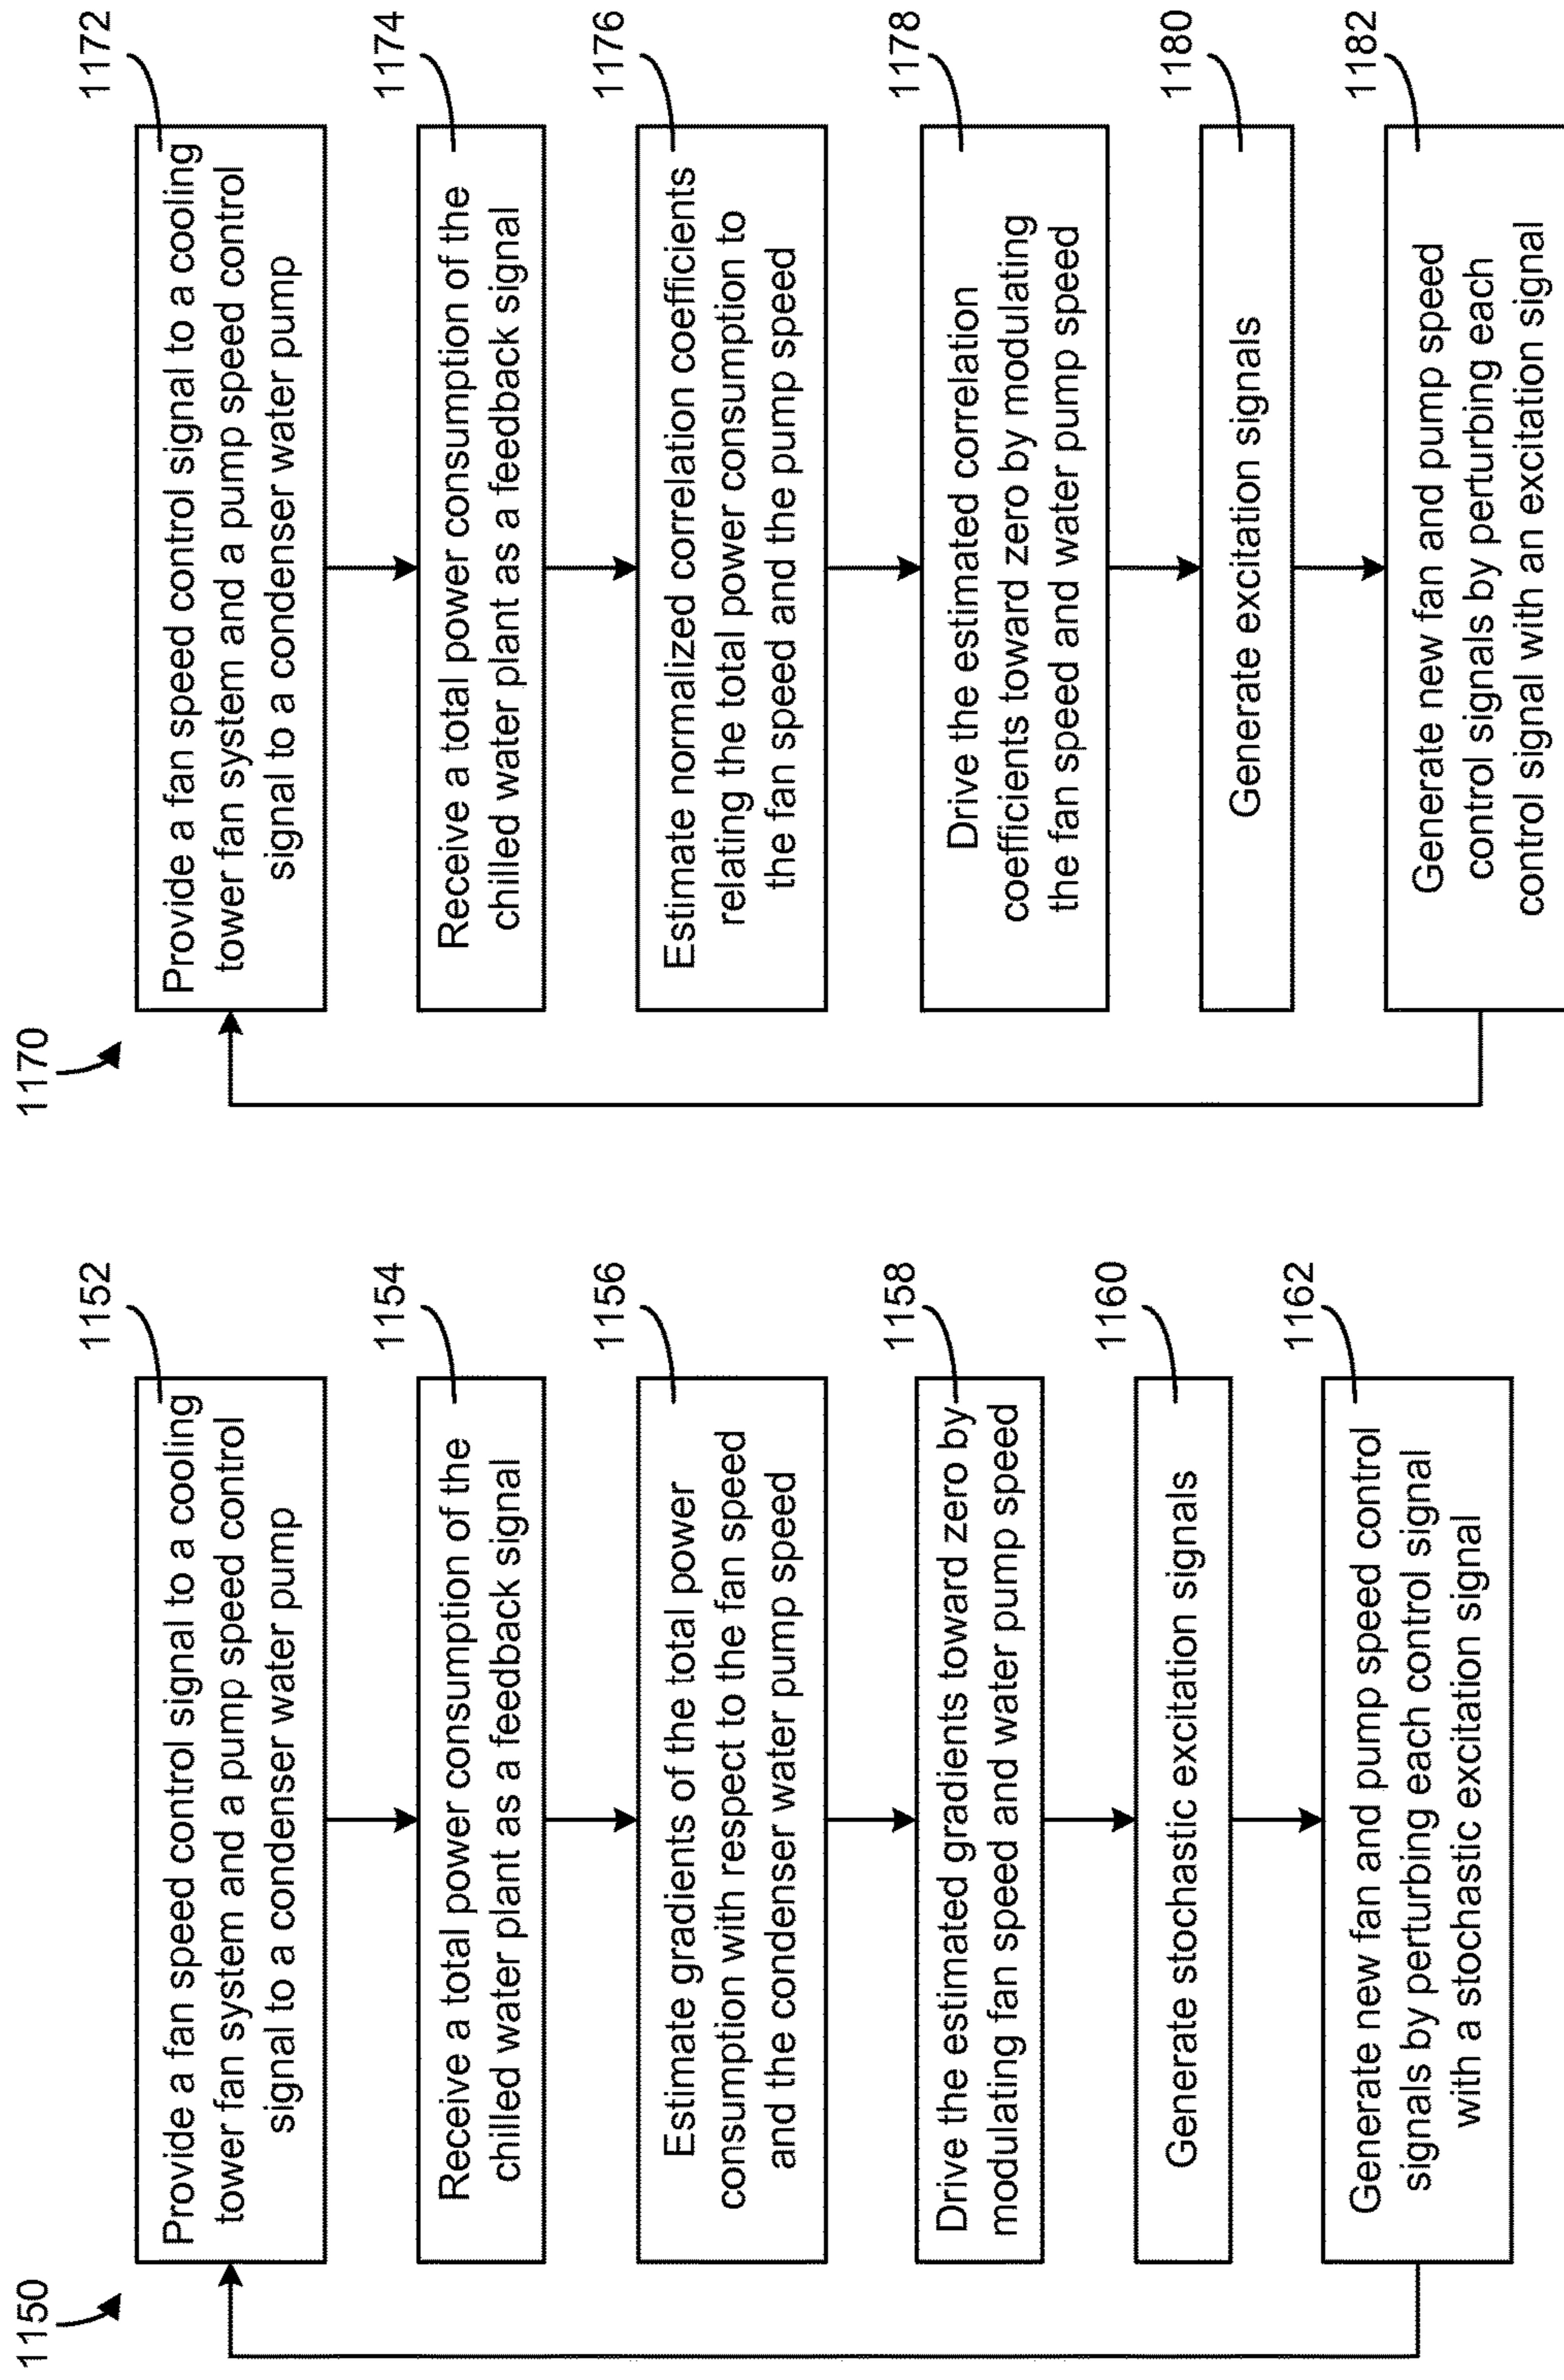 1150
Provide a fan speed control signal to a cooling
tower fan system and a pump speed control
signal to a condenser water pump
1152
Receive a total power consumption of the
chilled water plant as a feedback signal
1154
Estimate gradients of the total power
consumption with respect to the fan speed
and the condenser water pump speed
1156
Drive the estimated gradients toward zero by
modulating fan speed and water pump speed
1158
Generate stochastic excitation signals
1160
Generate new fan and pump speed control
signals by perturbing each control signal
with a stochastic excitation signal
1162
1170
Provide a fan speed control signal to a cooling
tower fan system and a pump speed control
signal to a condenser water pump
1172
Receive a total power consumption of the
chilled water plant as a feedback signal
1174
Estimate normalized correlation coefficients
relating the total power consumption to
the fan speed and the pump speed
1176
Drive the estimated correlation
coefficients toward zero by modulating
the fan speed and water pump speed
1178
Generate excitation signals
1180
Generate new fan and pump speed
control signals by perturbing each
control signal with an excitation signal
1182